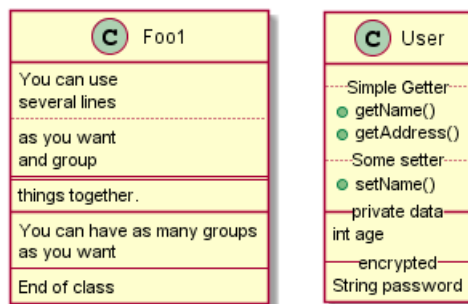 C Foo1
You can use
several lines
as you want
and group
things together.
You can have as many groups
as you want
End of class
C User
Simple Getter
getName()
getAddress()
Some setter
setName()
private data
int age
encrypted
String password